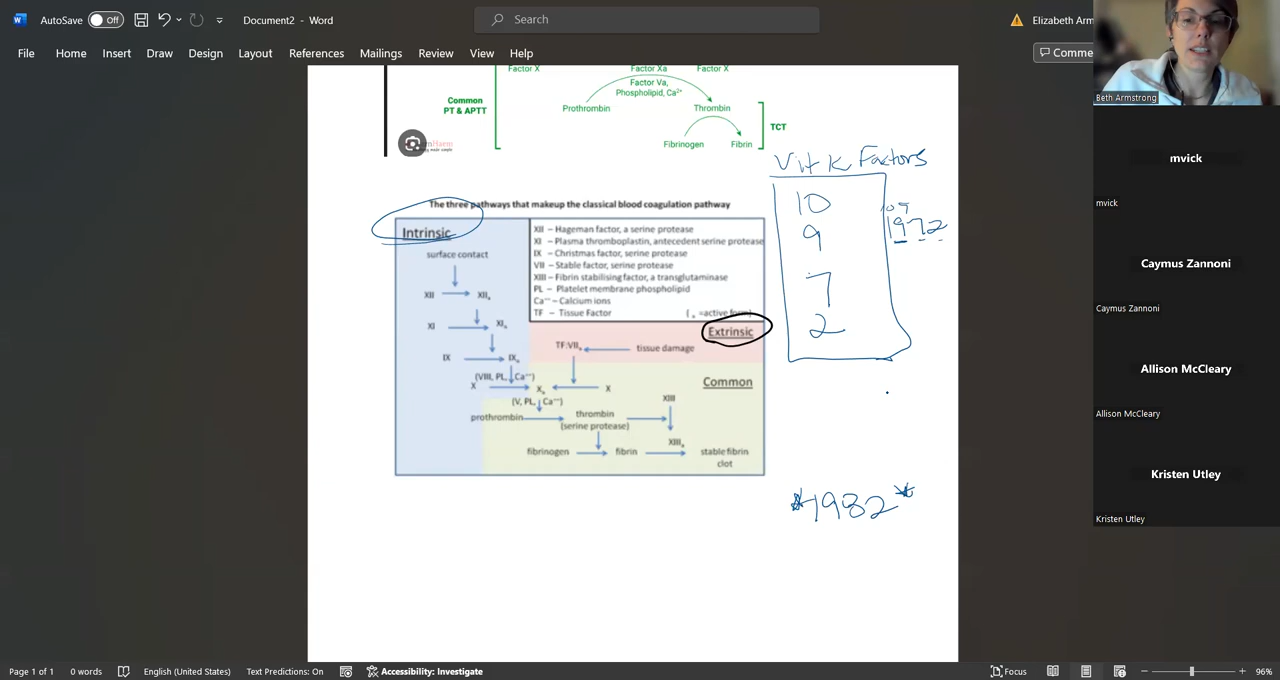 AutoSave Off Document2 - Word Search Elizabeth Arm
File Home Insert Draw Design Layout References Mailings Review View Help Comme
Beth Armstrong
Factor X Factor Xa Factor X
Factor Va,
Phospholipid, Ca²⁺
Common
PT & APTT
Prothrombin Thrombin
TCT
Fibrinogen Fibrin
Vit K Factors
10
9
7
2
1972
The three pathways that makeup the classical blood coagulation pathway
Intrinsic
surface contact
XII XIIₐ
XI XIₐ
IX IXₐ
(VIII, PL, Ca⁺⁺)
X Xₐ X
(V, PL, Ca⁺⁺)
XII – Hageman factor, a serine protease
XI – Plasma thromboplastin, antecedent serine protease
IX – Christmas factor, serine protease
VII – Stable factor, serine protease
XIII – Fibrin stabilising factor, a transglutaminase
PL – Platelet membrane phospholipid
Ca⁺⁺ – Calcium ions
TF – Tissue Factor (ₐ =active form)
Extrinsic
TF:VIIₐ tissue damage
Common
XIII
prothrombin thrombin
(serine protease)
XIIIₐ
fibrinogen fibrin stable fibrin
clot
*1982*
mvick
mvick
Caymus Zannoni
Caymus Zannoni
Allison McCleary
Allison McCleary
Kristen Utley
Kristen Utley
Page 1 of 1 0 words English (United States) Text Predictions: On Accessibility: Investigate Focus 96%